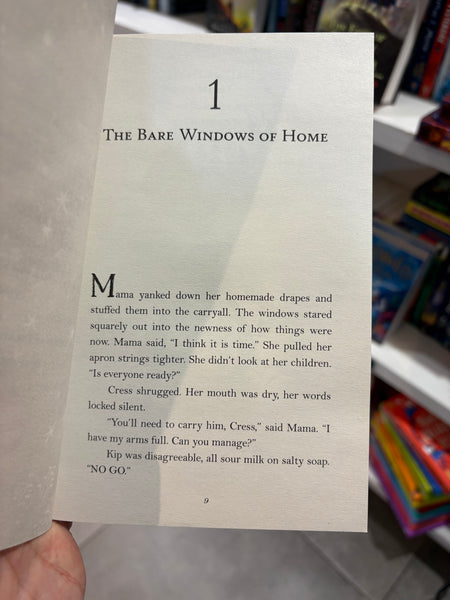 1
The Bare Windows of Home
Mama yanked down her homemade drapes and
stuffed them into the carryall. The windows stared
squarely out into the newness of how things were
now. Mama said, “I think it is time.” She pulled her
apron strings tighter. She didn’t look at her children.
“Is everyone ready?”
Cress shrugged. Her mouth was dry, her words
locked silent.
“You’ll need to carry him, Cress,” said Mama. “I
have my arms full. Can you manage?”
Kip was disagreeable, all sour milk on salty soap.
“NO GO.”
9